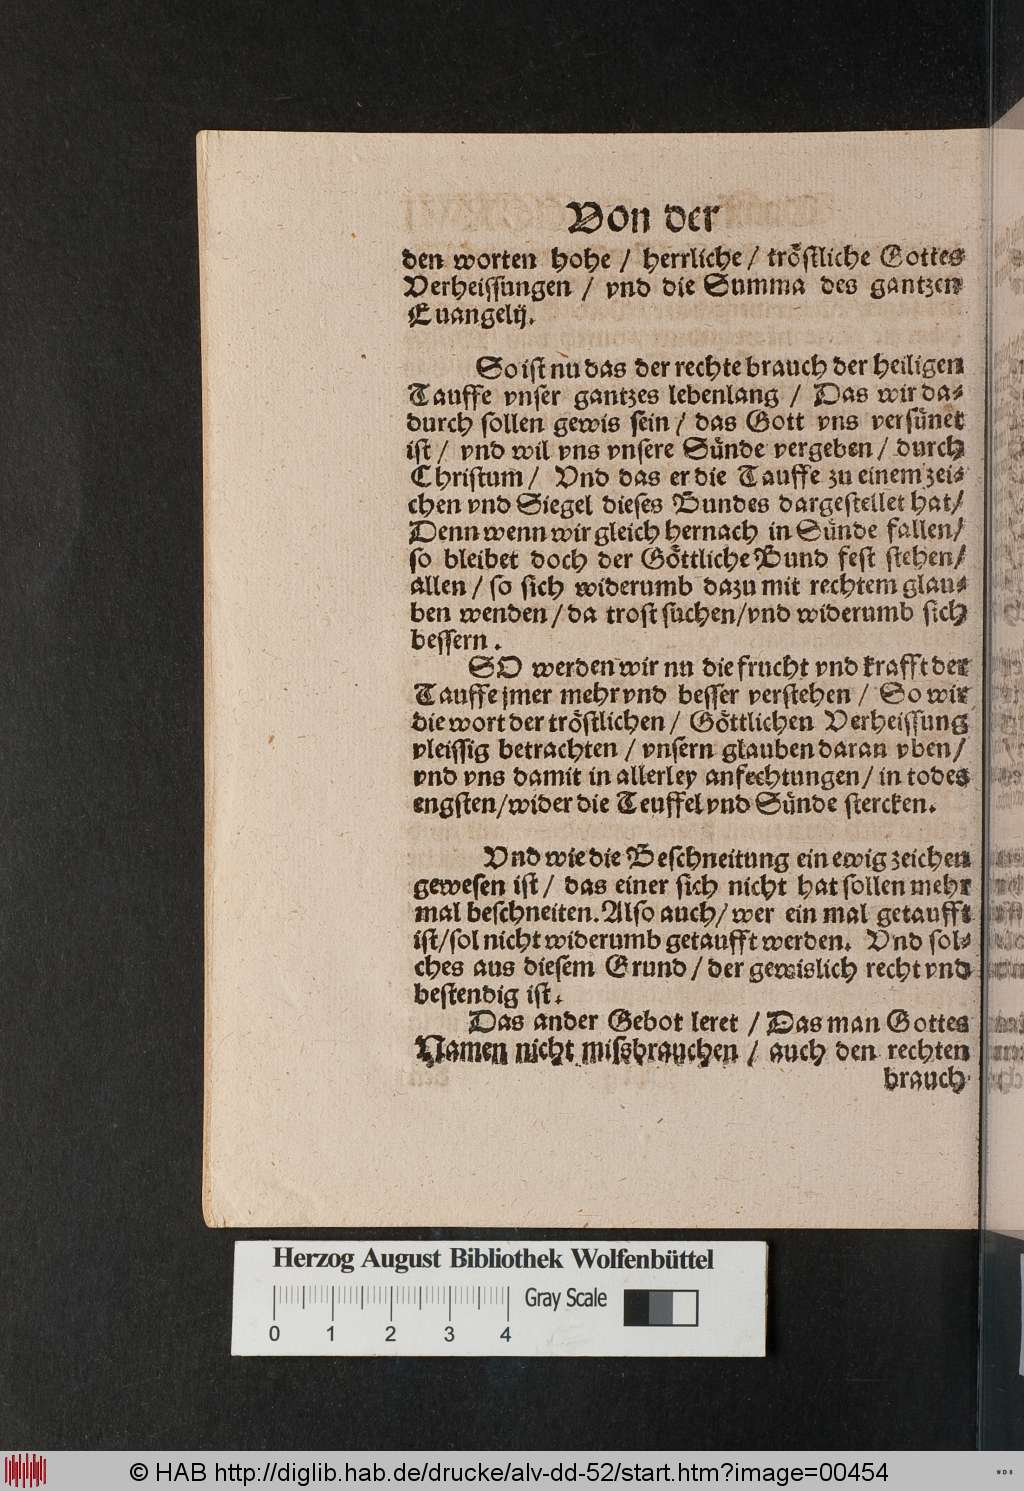 Von der
den worten hohe / herrliche / tröstliche Gottes
Verheissungen / vnd die Summa des gantzen
Euangelij.
So ist nu das der rechte brauch der heiligen
Tauffe vnser gantzes lebenlang / Das wir da-
durch sollen gewis sein / das Gott vns versünet
ist / vnd wil vns vnsere Sünde vergeben / durch
Christum / Vnd das er die Tauffe zu einem zei-
chen vnd Siegel dieses Bundes dargestellet hat/
Denn wenn wir gleich hernach in Sünde fallen/
so bleibet doch der Göttliche Bund fest stehen/
allen / so sich widerumb dazu mit rechtem glau-
ben wenden / da trost suchen/vnd widerumb sich
bessern.
SO werden wir nu die frucht vnd krafft der
Tauffe jmer mehr vnd besser verstehen / So wir
die wort der tröstlichen / Göttlichen Verheissung
vleissig betrachten / vnsern glauben daran vben/
vnd vns damit in allerley anfechtungen/ in todes
engsten/wider die Teuffel vnd Sünde stercken.
Vnd wie die Beschneitung ein ewig zeichen
gewesen ist / das einer sich nicht hat sollen mehr
mal beschneiten. Also auch/ wer ein mal getaufft
ist/sol nicht widerumb getaufft werden. Vnd sol-
ches aus diesem Grund / der gewislich recht vnd
bestendig ist.
Das ander Gebot leret / Das man Gottes
Namen nicht missbrauchen / auch den rechten
brauch
Herzog August Bibliothek Wolfenbüttel
Gray Scale
0 1 2 3 4
© HAB http://diglib.hab.de/drucke/alv-dd-52/start.htm?image=00454